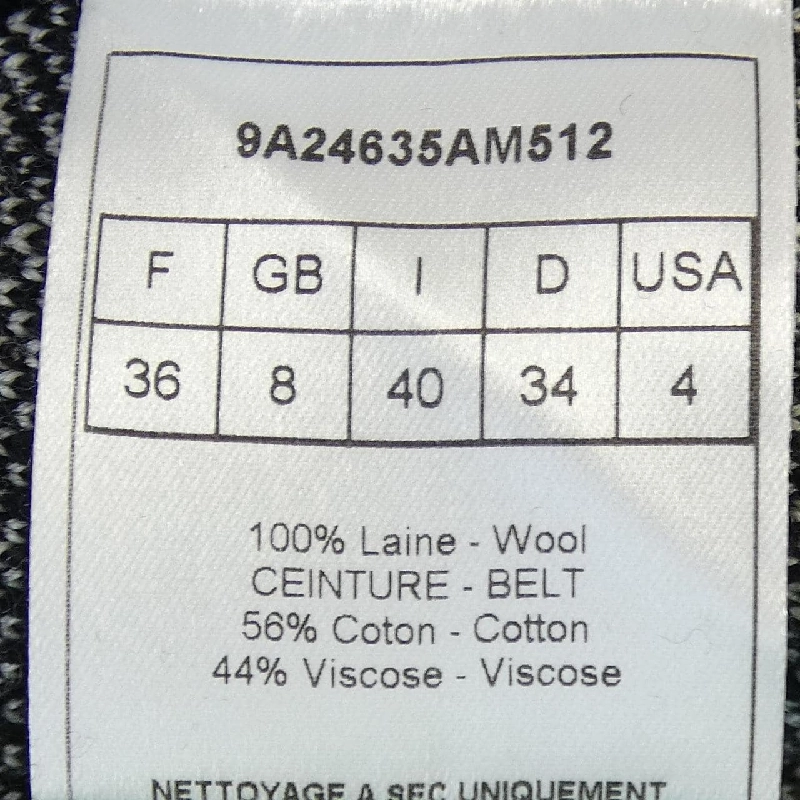 9A24635AM512
F GB I D USA
36 8 40 34 4
100% Laine - Wool
CEINTURE - BELT
56% Coton - Cotton
44% Viscose - Viscose
NETTOYAGE A SEC UNIQUEMENT